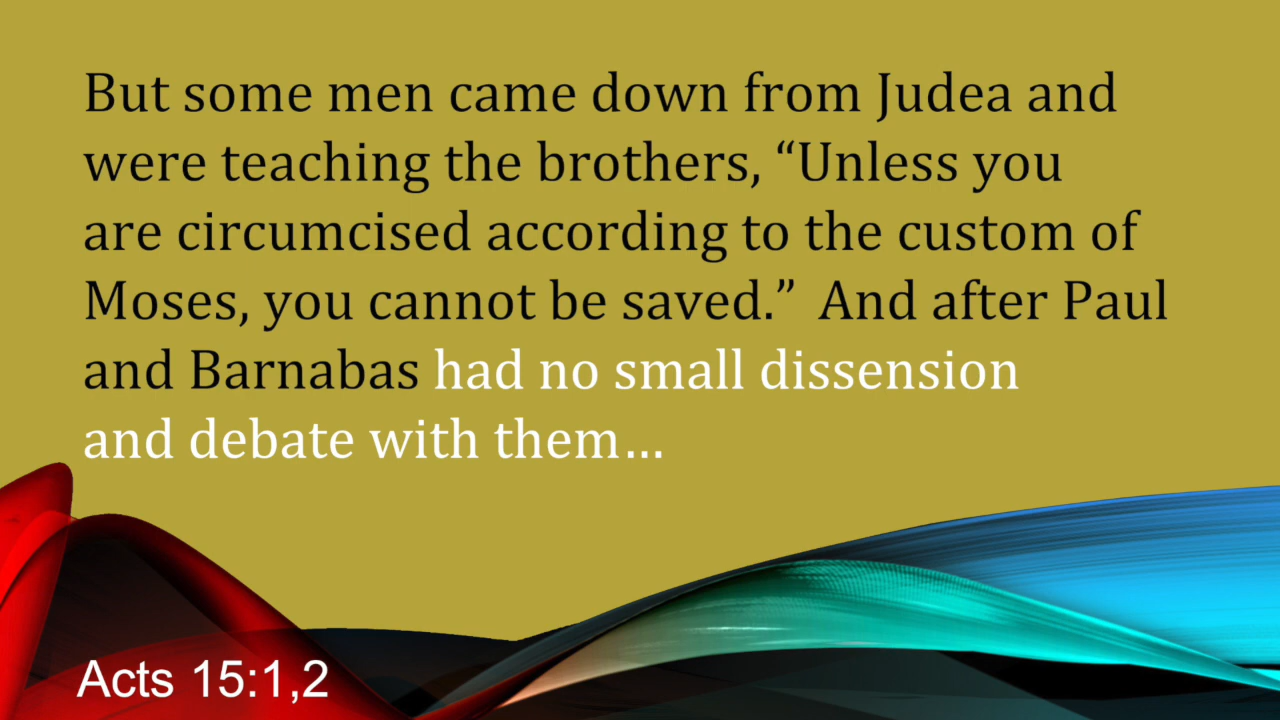 But some men came down from Judea and
were teaching the brothers, “Unless you
are circumcised according to the custom of
Moses, you cannot be saved.”  And after Paul
and Barnabas had no small dissension
and debate with them…
Acts 15:1,2